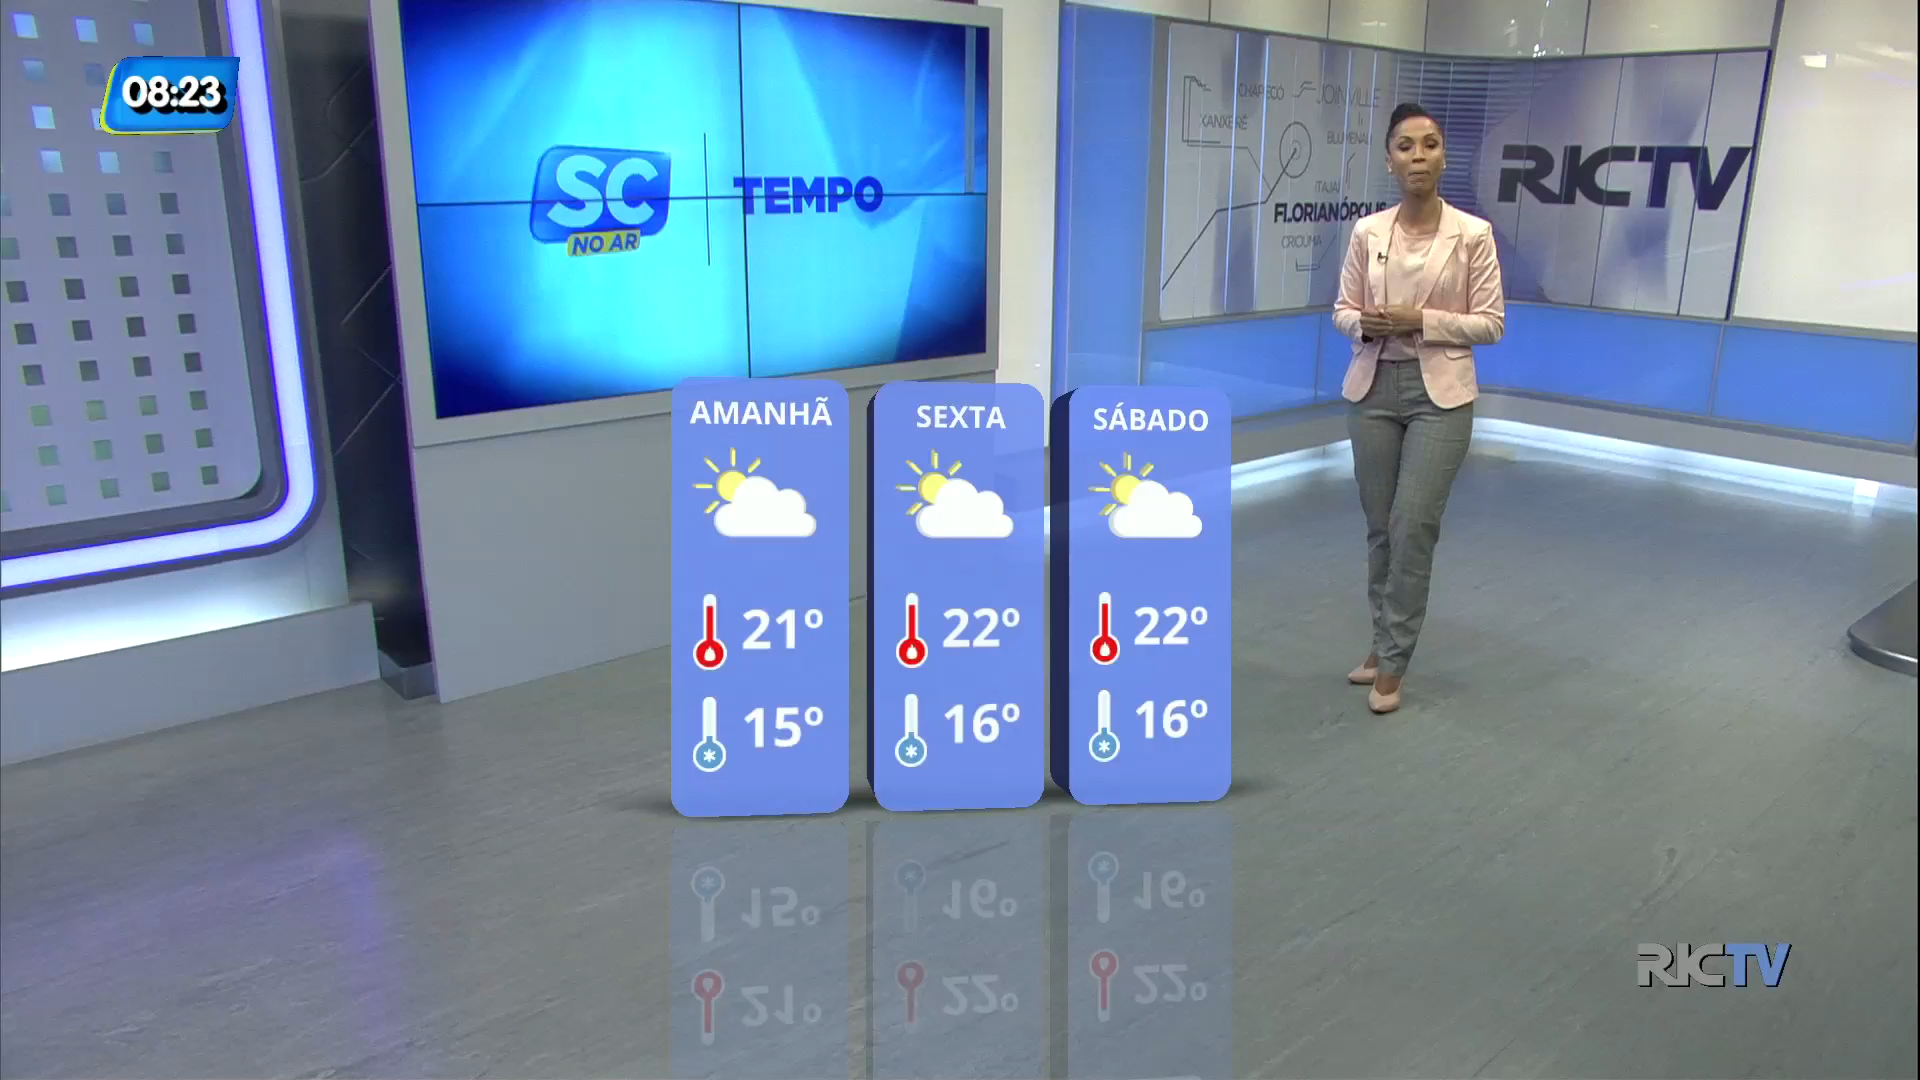 08:23
SC
NO AR
TEMPO
CHAPECÓ
JOINVILLE
XANXERÊ
BLUMENAU
ITAJAÍ
FLORIANÓPOLIS
CRICIÚMA
RICTV
AMANHÃ
21º
15º
SEXTA
22º
16º
SÁBADO
22º
16º
RICTV